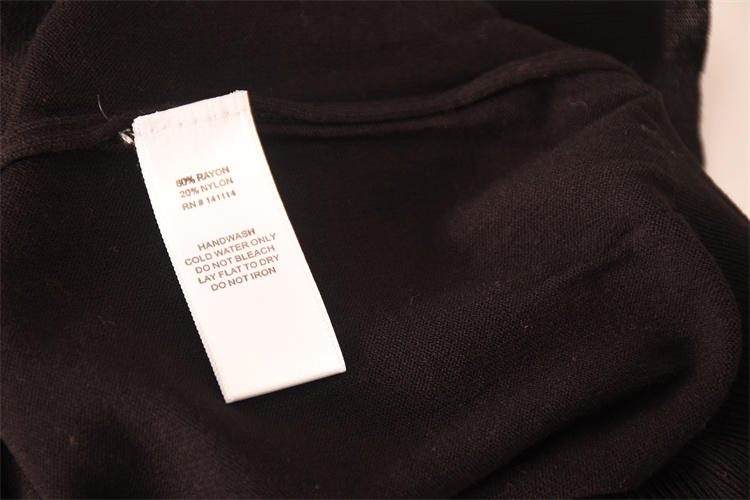 80% RAYON
20% NYLON
RN # 141114
HANDWASH
COLD WATER ONLY
DO NOT BLEACH
LAY FLAT TO DRY
DO NOT IRON